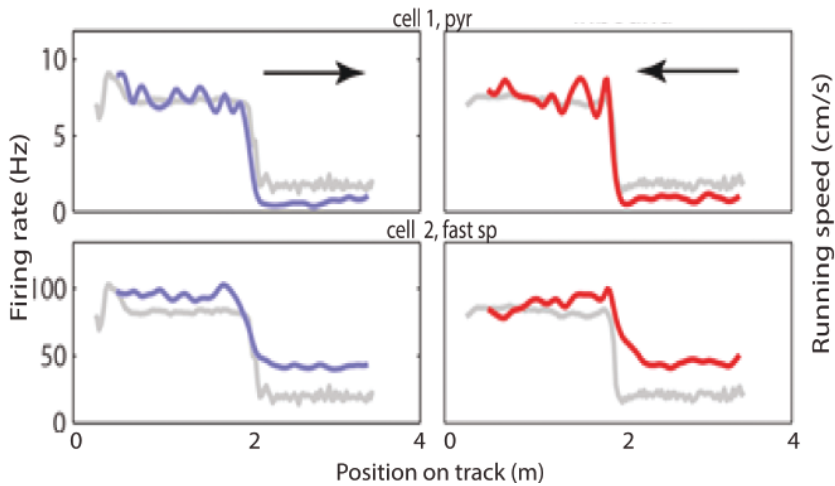 cell 1, pyr
10
5
0
cell 2, fast sp
100
50
0
0 2 4 0 2 4
Position on track (m)
Firing rate (Hz)
Running speed (cm/s)